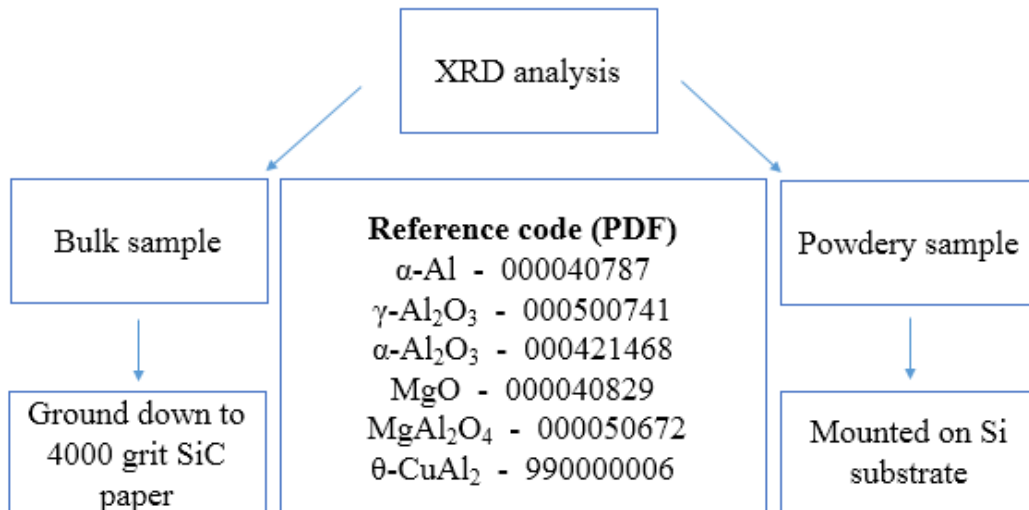 XRD analysis
Bulk sample
Ground down to
4000 grit SiC
paper
Reference code (PDF)
α-Al - 000040787
γ-Al₂O₃ - 000500741
α-Al₂O₃ - 000421468
MgO - 000040829
MgAl₂O₄ - 000050672
θ-CuAl₂ - 990000006
Powdery sample
Mounted on Si
substrate